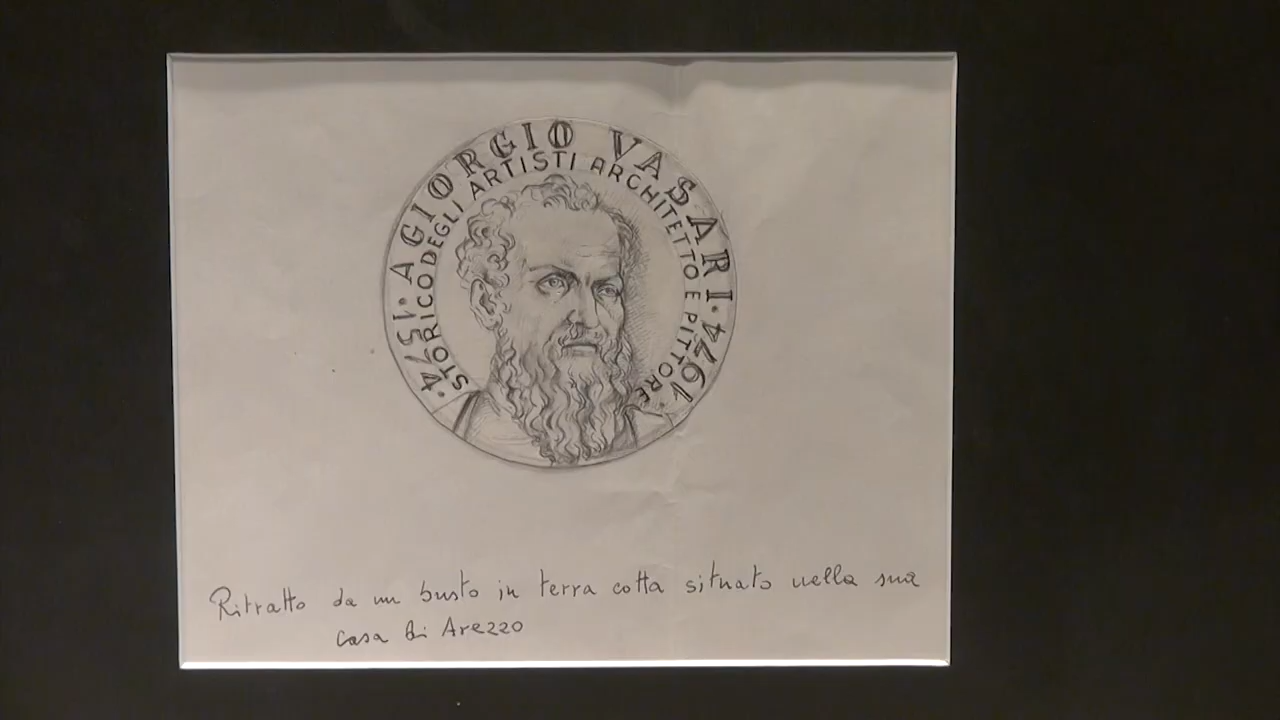 ·1574·A GIORGIO VASARI·1974
STORICO DEGLI ARTISTI ARCHITETTO E PITTORE·
Ritratto da un busto in terra cotta situato nella sua
casa di Arezzo